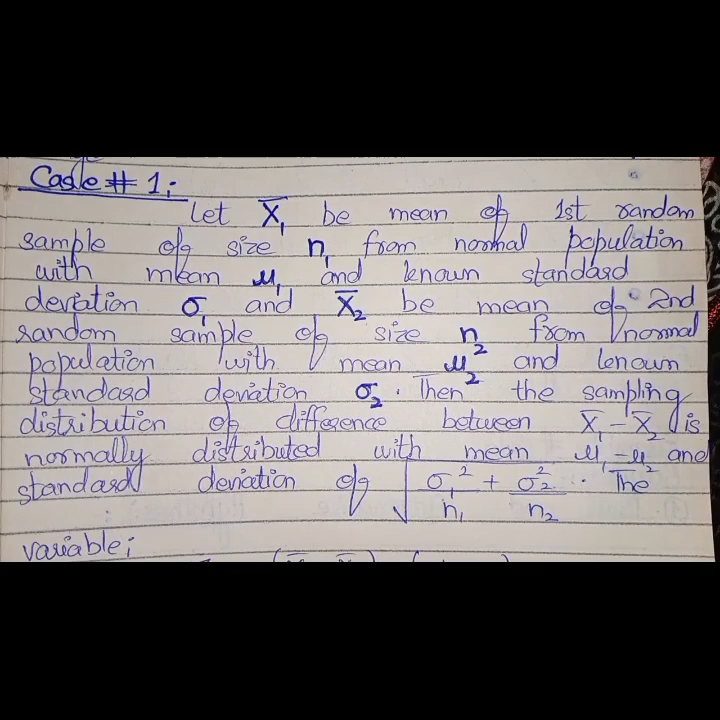 Case # 1:
Let X̄₁ be mean of 1st random
sample of size n₁ from normal population
with mean μ₁ and known standard
deviation σ₁ and X̄₂ be mean of 2nd
random sample of size n₂ from normal
population with mean μ₂ and known
standard deviation σ₂. Then the sampling
distribution of difference between X̄₁ - X̄₂ is
normally distributed with mean μ₁-μ₂ and
standard deviation of √(σ₁²/n₁ + σ₂²/n₂). The
variable;